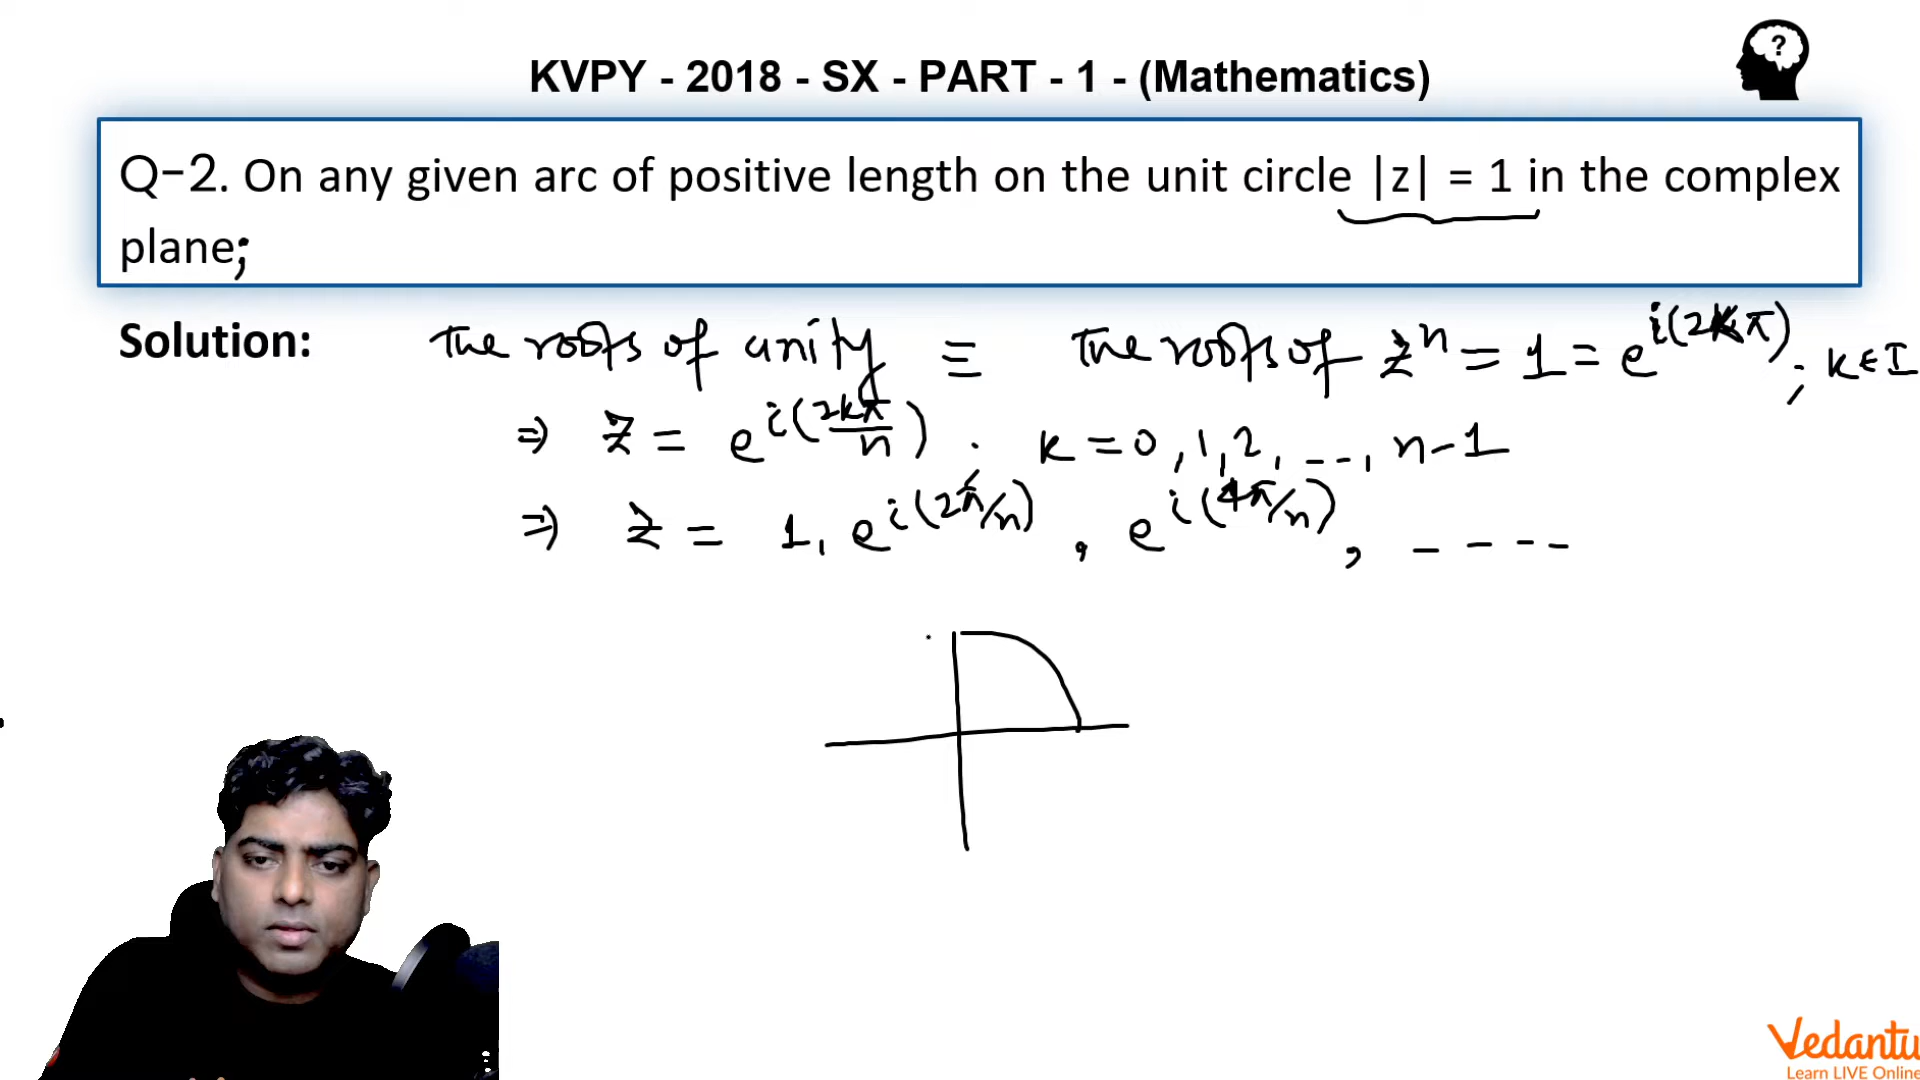 KVPY - 2018 - SX - PART - 1 - (Mathematics)
?
Q-2. On any given arc of positive length on the unit circle |z| = 1 in the complex
plane;
Solution: The roots of unity ≡ The roots of zⁿ = 1 = e^{i(2kπ)} ; k ∈ I
⇒ z = e^{i(2kπ/n)} . k = 0, 1, 2, ---, n-1
⇒ z = 1, e^{i(2π/n)}, e^{i(4π/n)}, ----
Vedantu
Learn LIVE Online